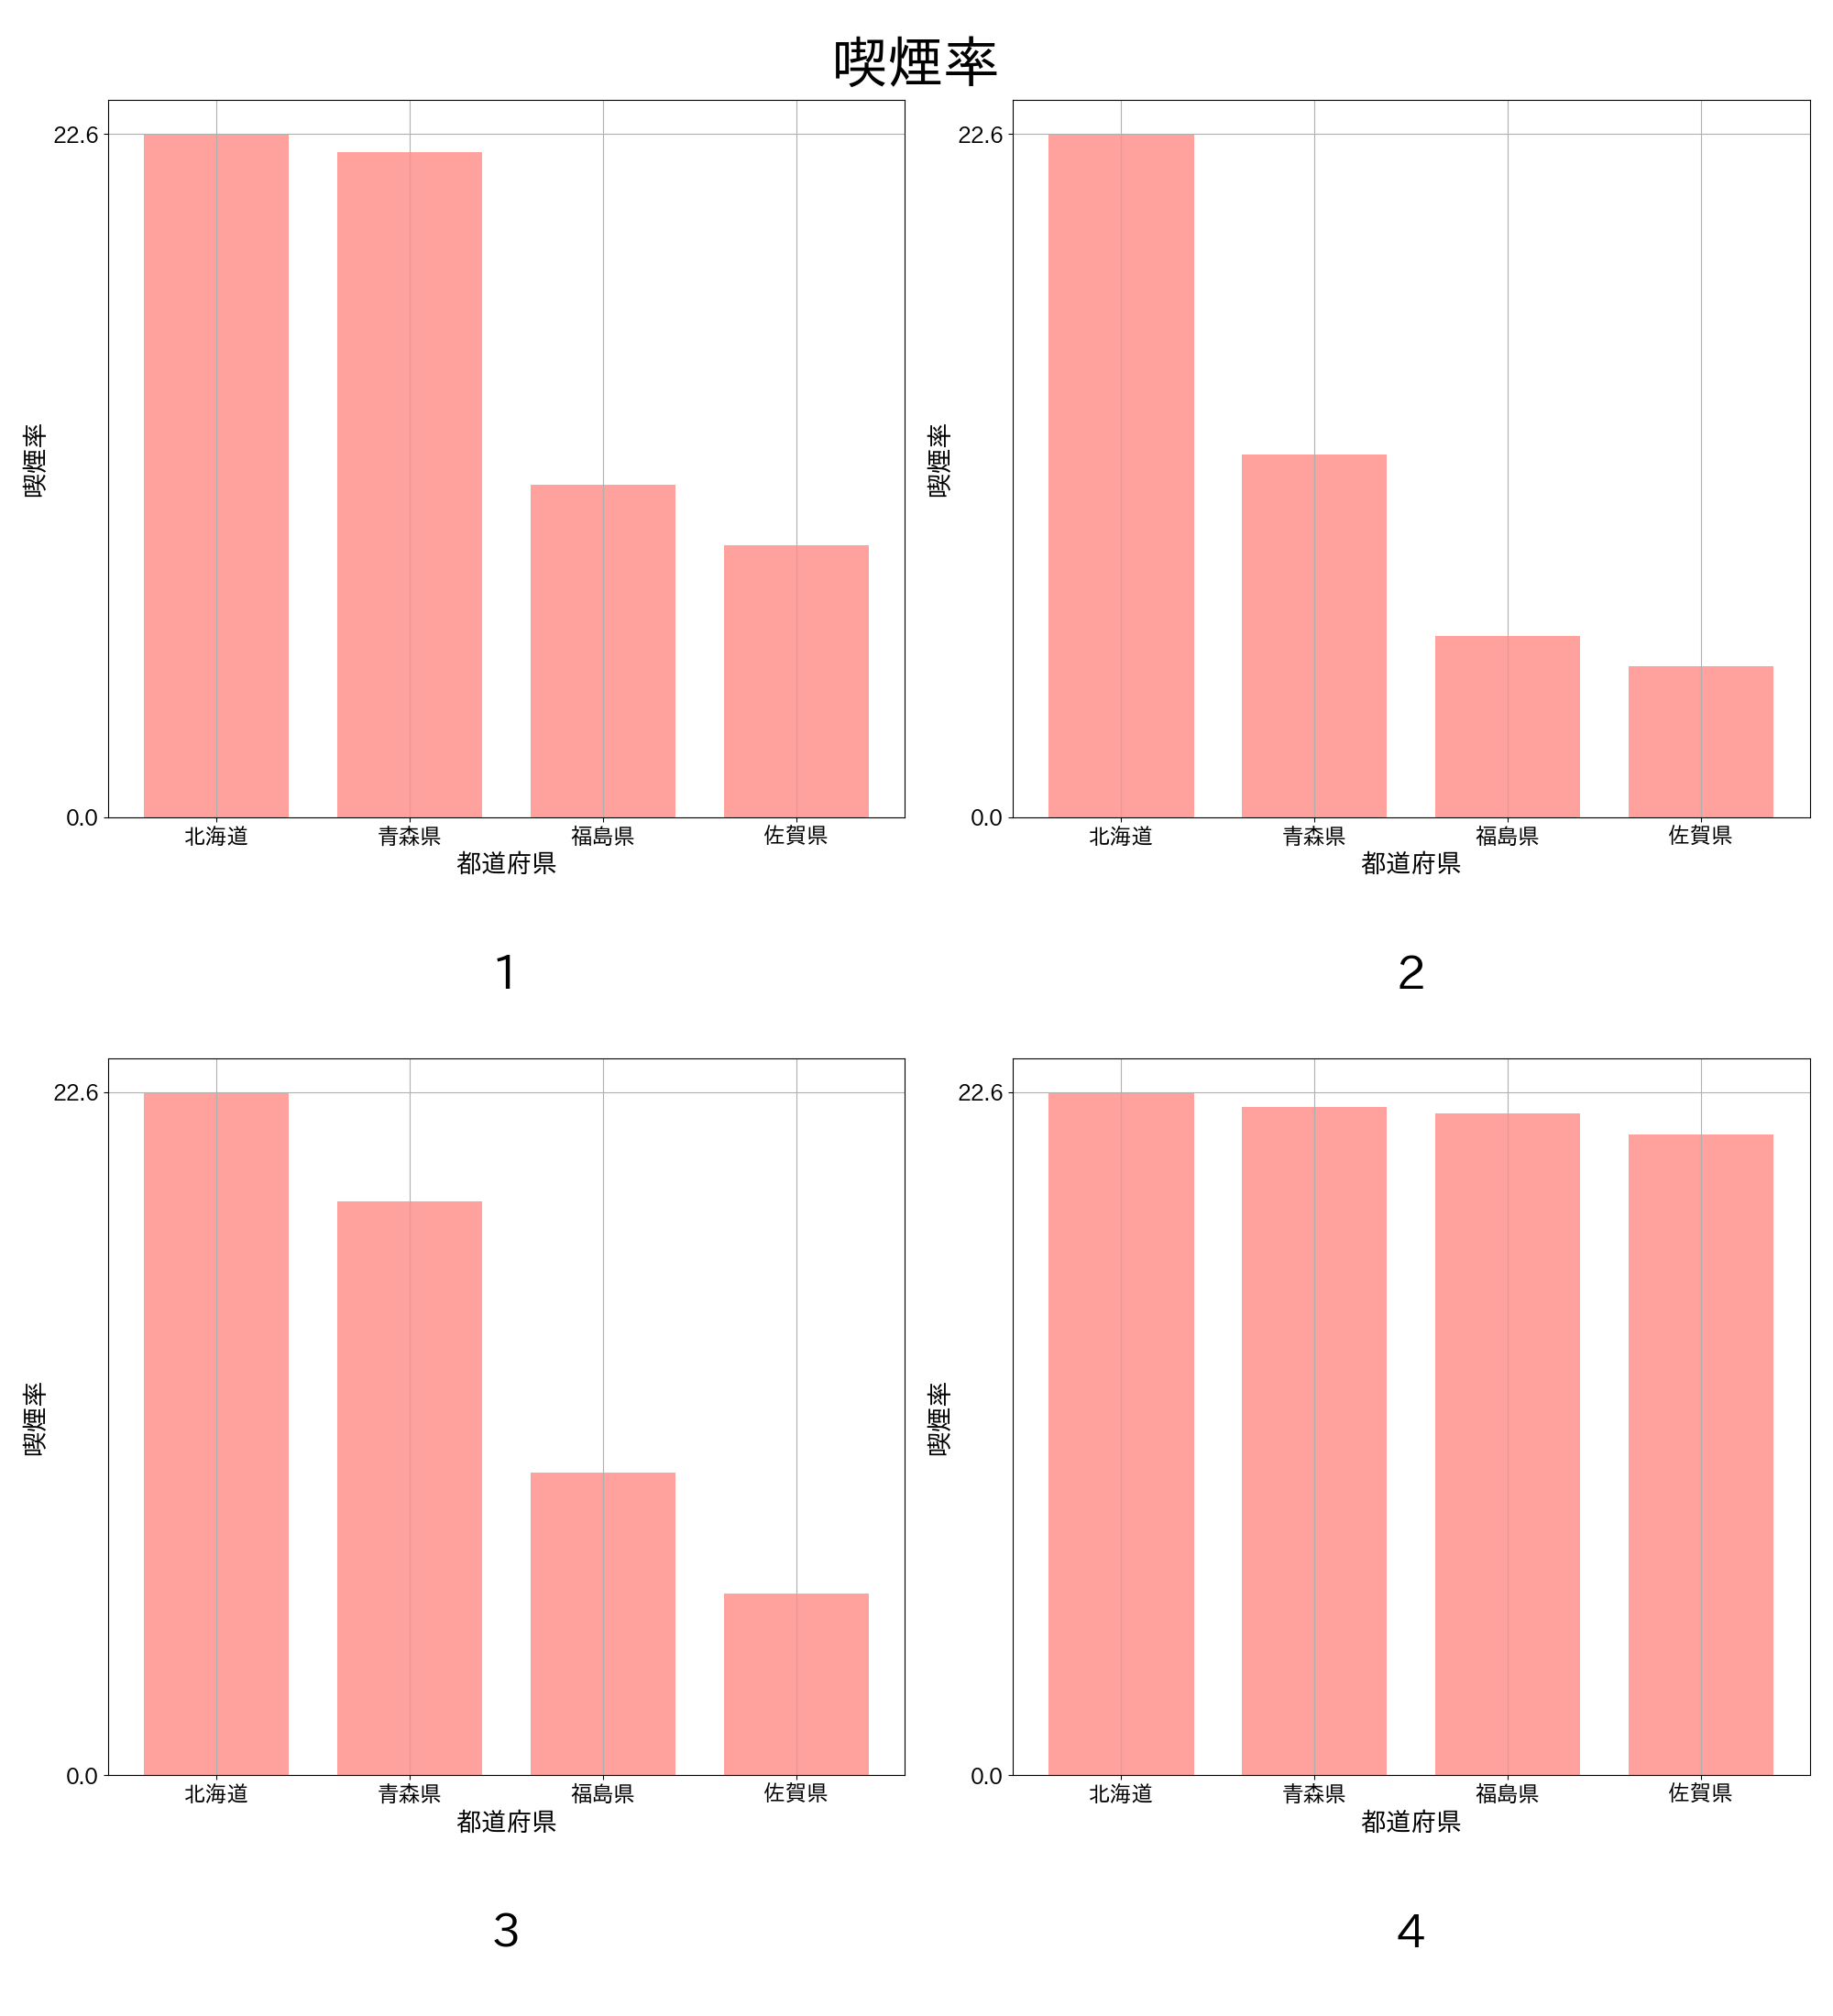 喫煙率
22.6
0.0
喫煙率
北海道 青森県 福島県 佐賀県
都道府県
1
22.6
0.0
喫煙率
北海道 青森県 福島県 佐賀県
都道府県
2
22.6
0.0
喫煙率
北海道 青森県 福島県 佐賀県
都道府県
3
22.6
0.0
喫煙率
北海道 青森県 福島県 佐賀県
都道府県
4